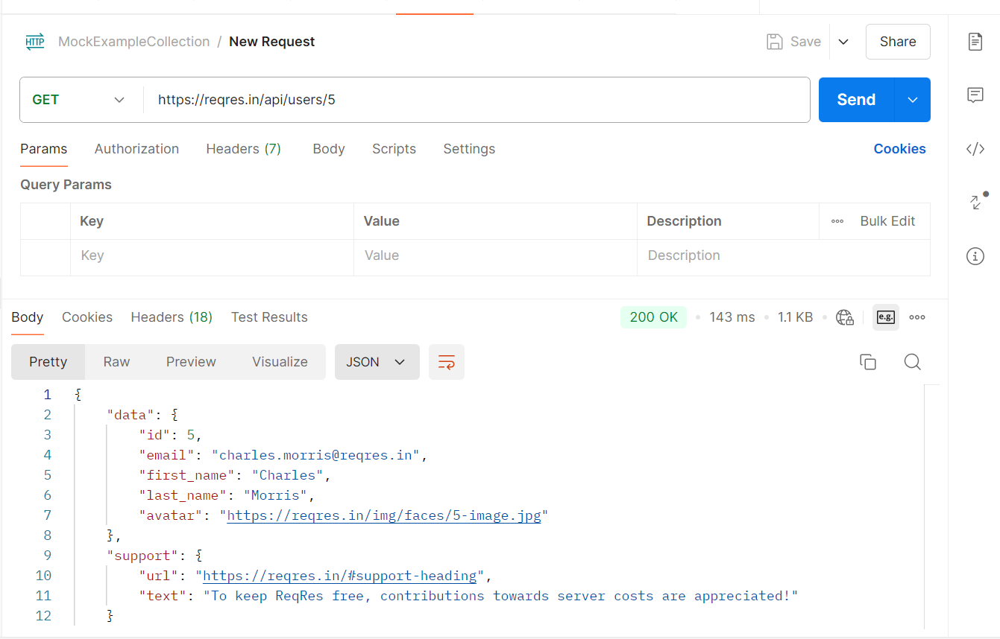 HTTP MockExampleCollection / New Request Save Share
GET https://reqres.in/api/users/5 Send
Params Authorization Headers (7) Body Scripts Settings Cookies
Query Params
Key Value Description Bulk Edit
Key Value Description
Body Cookies Headers (18) Test Results 200 OK 143 ms 1.1 KB e.g.
Pretty Raw Preview Visualize JSON
1 {
2 "data": {
3 "id": 5,
4 "email": "charles.morris@reqres.in",
5 "first_name": "Charles",
6 "last_name": "Morris",
7 "avatar": "https://reqres.in/img/faces/5-image.jpg"
8 },
9 "support": {
10 "url": "https://reqres.in/#support-heading",
11 "text": "To keep ReqRes free, contributions towards server costs are appreciated!"
12 }